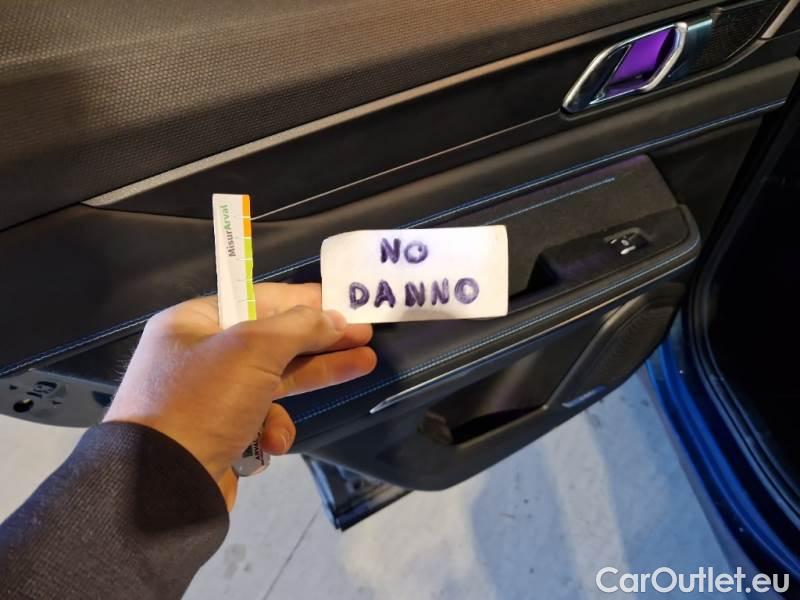 MisurArval
NO
DANNO
CarOutlet.eu